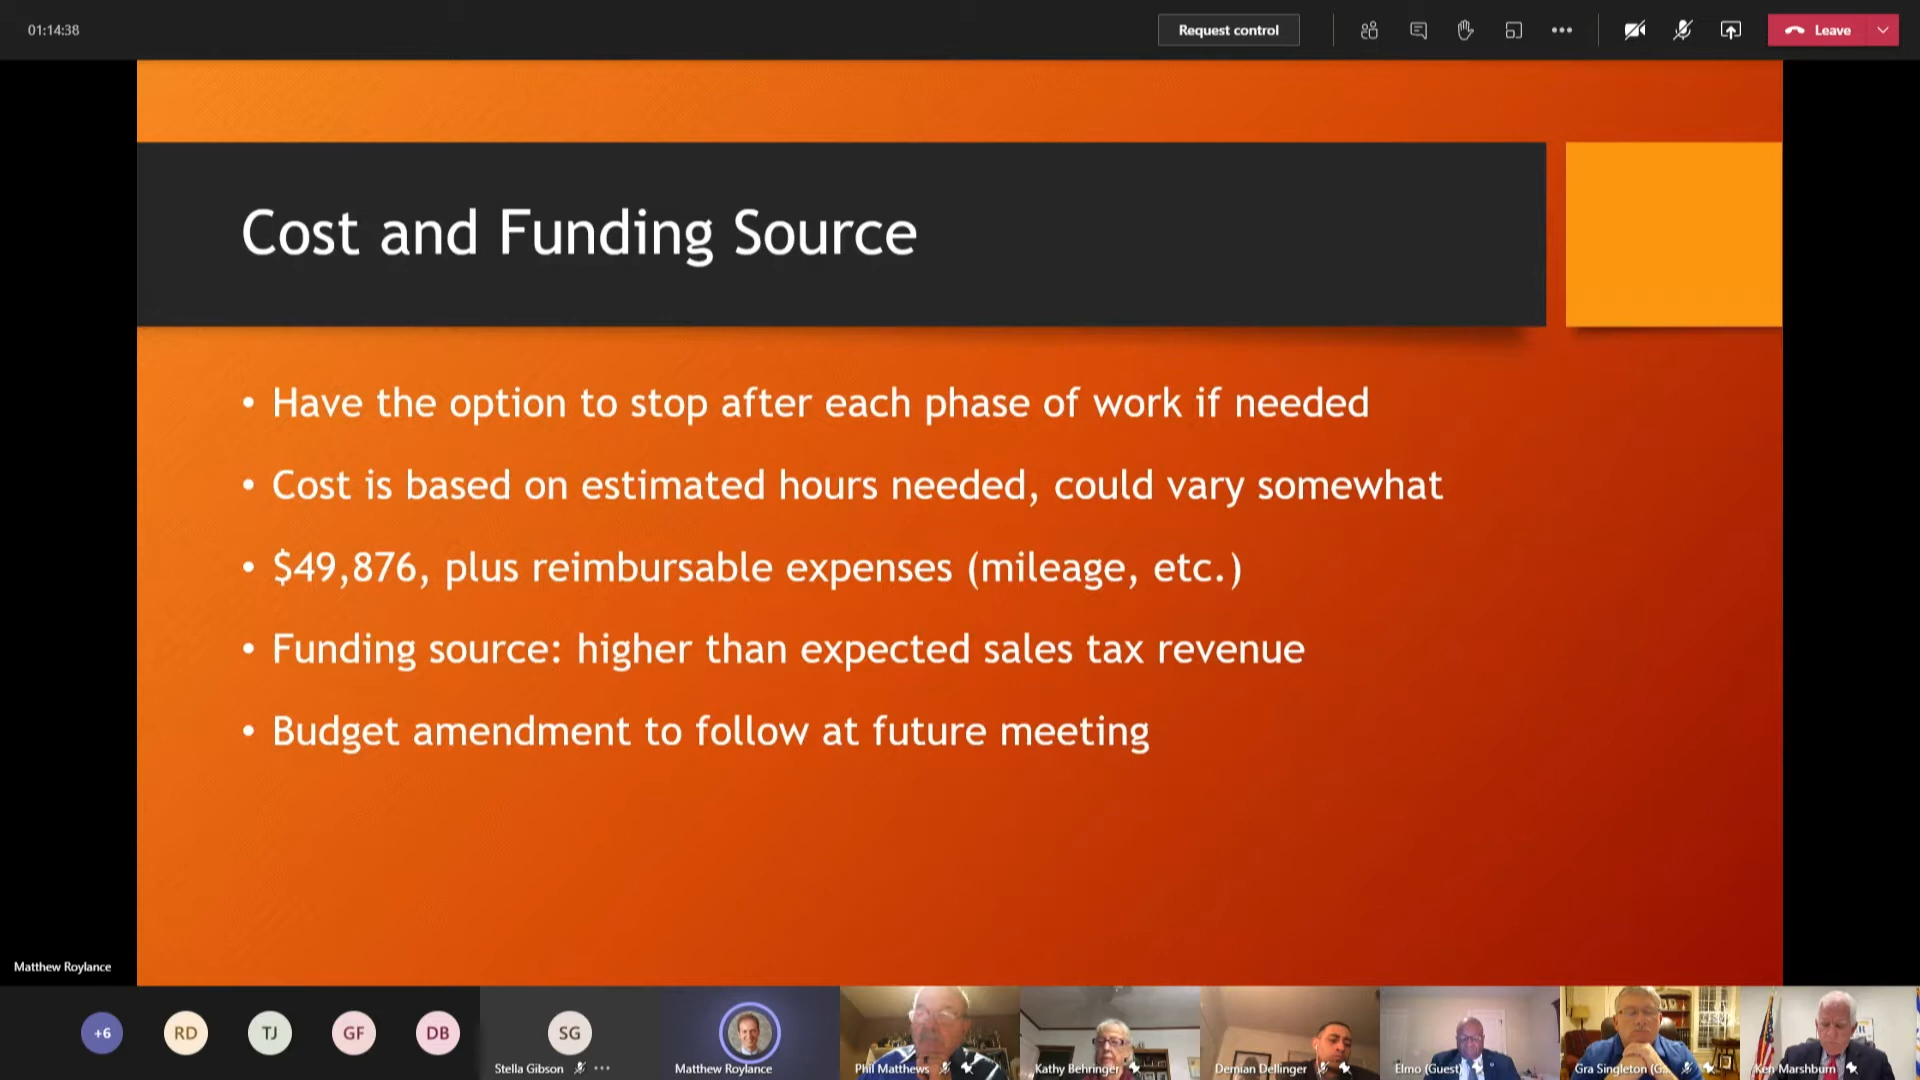 01:14:38
Request control
Leave
Cost and Funding Source
• Have the option to stop after each phase of work if needed
• Cost is based on estimated hours needed, could vary somewhat
• $49,876, plus reimbursable expenses (mileage, etc.)
• Funding source: higher than expected sales tax revenue
• Budget amendment to follow at future meeting
Matthew Roylance
+6
RD
TJ
GF
DB
SG
Stella Gibson
Matthew Roylance
Phil Matthews
Kathy Behringer
Demian Dellinger
Elmo (Guest)
Gra Singleton (G...
Ken Marshburn